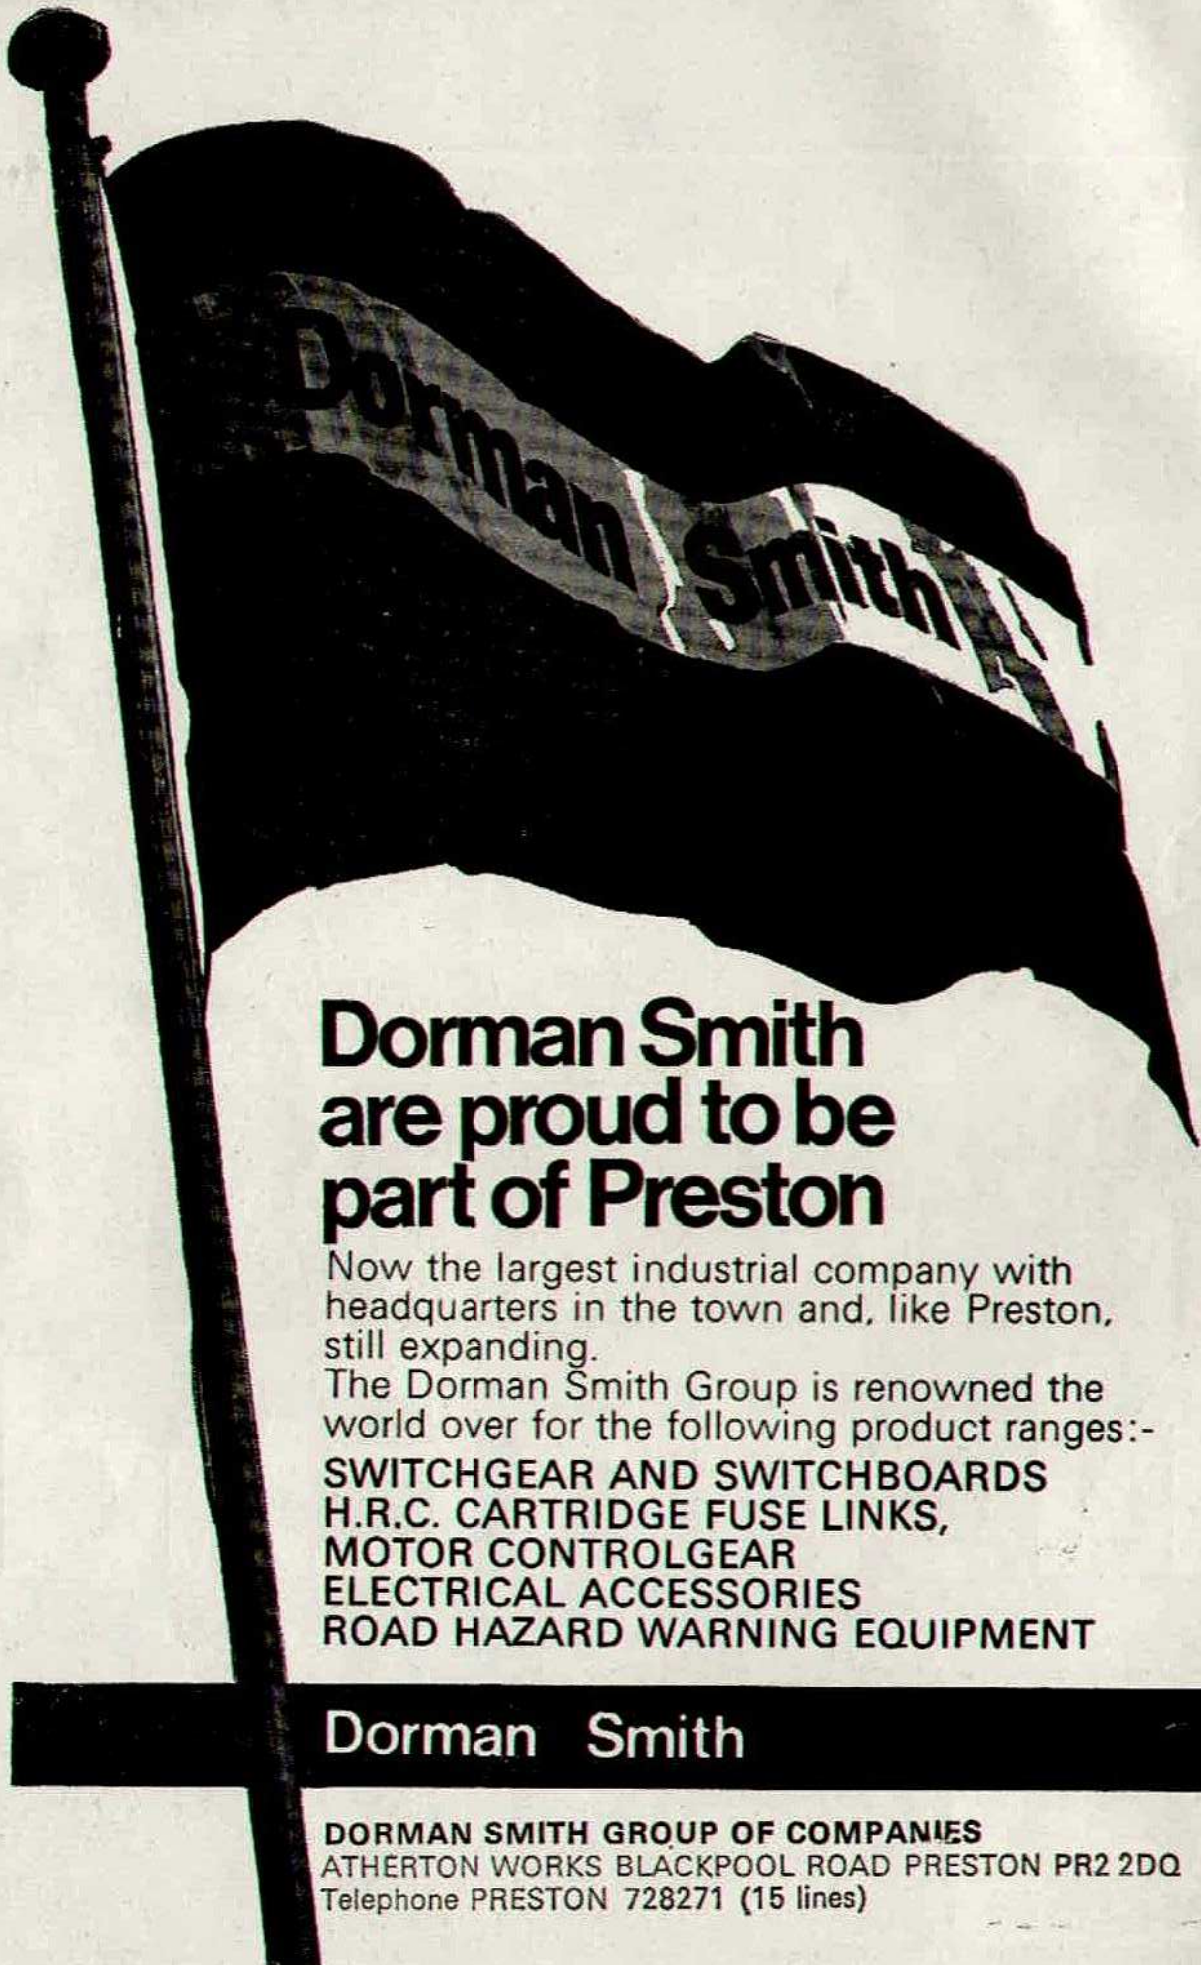 Dorman Smith
Dorman Smith
are proud to be
part of Preston
Now the largest industrial company with
headquarters in the town and, like Preston,
still expanding.
The Dorman Smith Group is renowned the
world over for the following product ranges:-
SWITCHGEAR AND SWITCHBOARDS
H.R.C. CARTRIDGE FUSE LINKS,
MOTOR CONTROLGEAR
ELECTRICAL ACCESSORIES
ROAD HAZARD WARNING EQUIPMENT
Dorman Smith
DORMAN SMITH GROUP OF COMPANIES
ATHERTON WORKS BLACKPOOL ROAD PRESTON PR2 2DQ
Telephone PRESTON 728271 (15 lines)